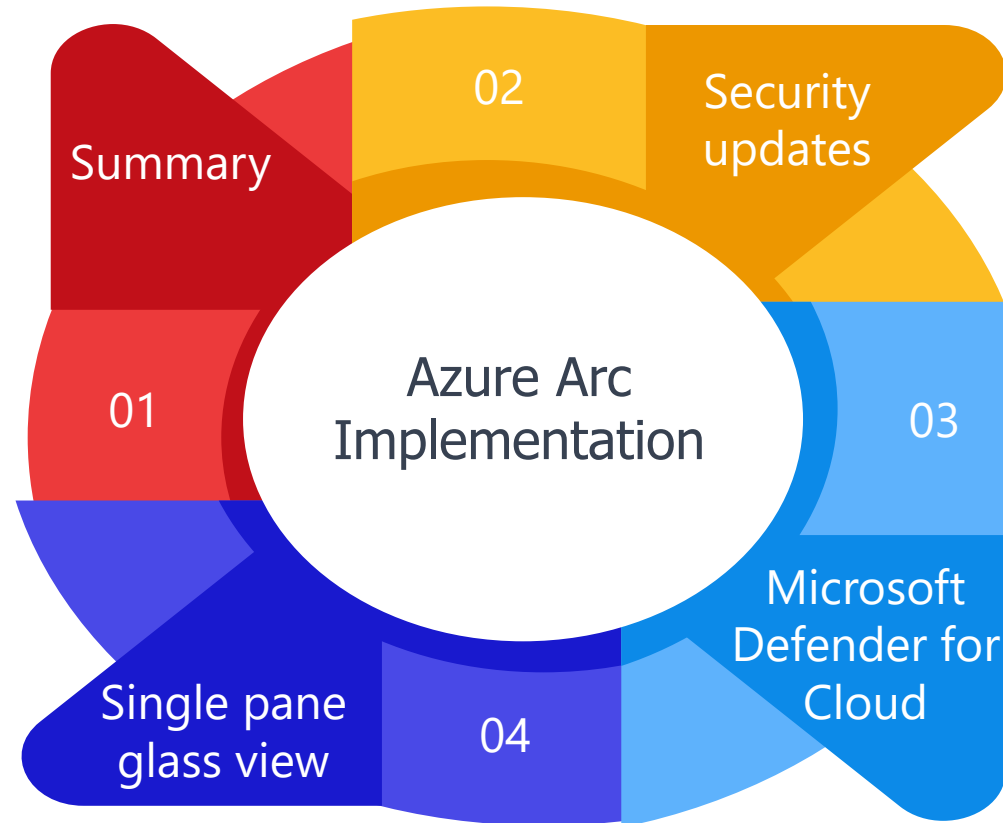 02
Security
updates
Summary
Azure Arc
Implementation
01
03
Microsoft
Defender for
Cloud
Single pane
glass view
04